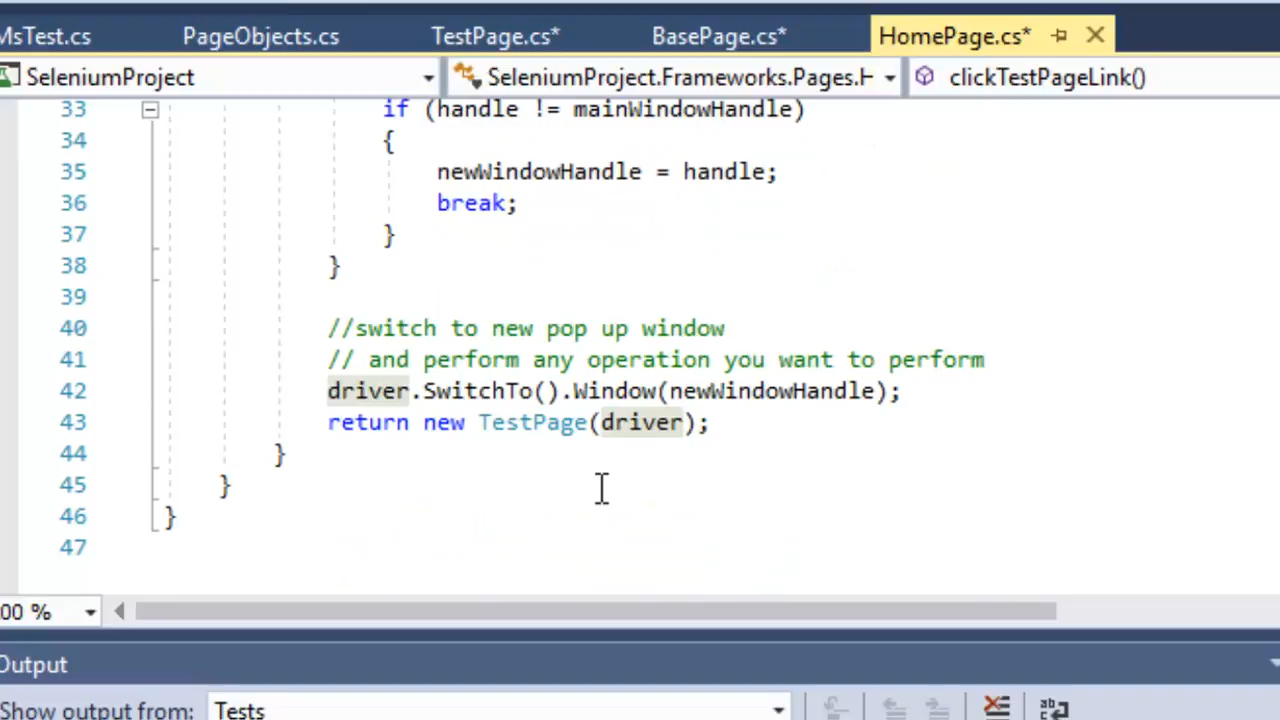 MsTest.cs PageObjects.cs TestPage.cs* BasePage.cs* HomePage.cs*
SeleniumProject SeleniumProject.Frameworks.Pages.H clickTestPageLink()
33 if (handle != mainWindowHandle)
34 {
35 newWindowHandle = handle;
36 break;
37 }
38 }
39
40 //switch to new pop up window
41 // and perform any operation you want to perform
42 driver.SwitchTo().Window(newWindowHandle);
43 return new TestPage(driver);
44 }
45 }
46 }
47
00 %
Output
Show output from: Tests